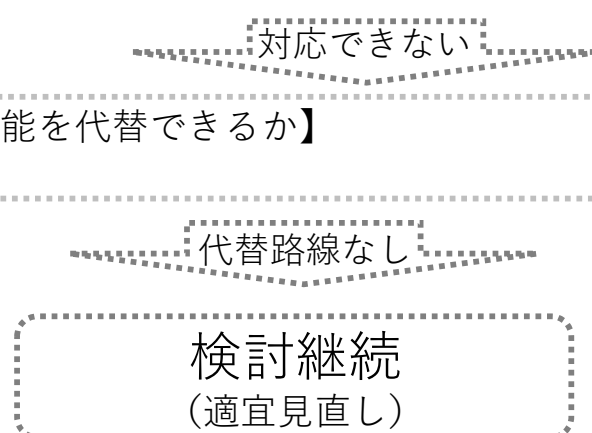 対応できない
能を代替できるか】
代替路線なし
検討継続
（適宜見直し）